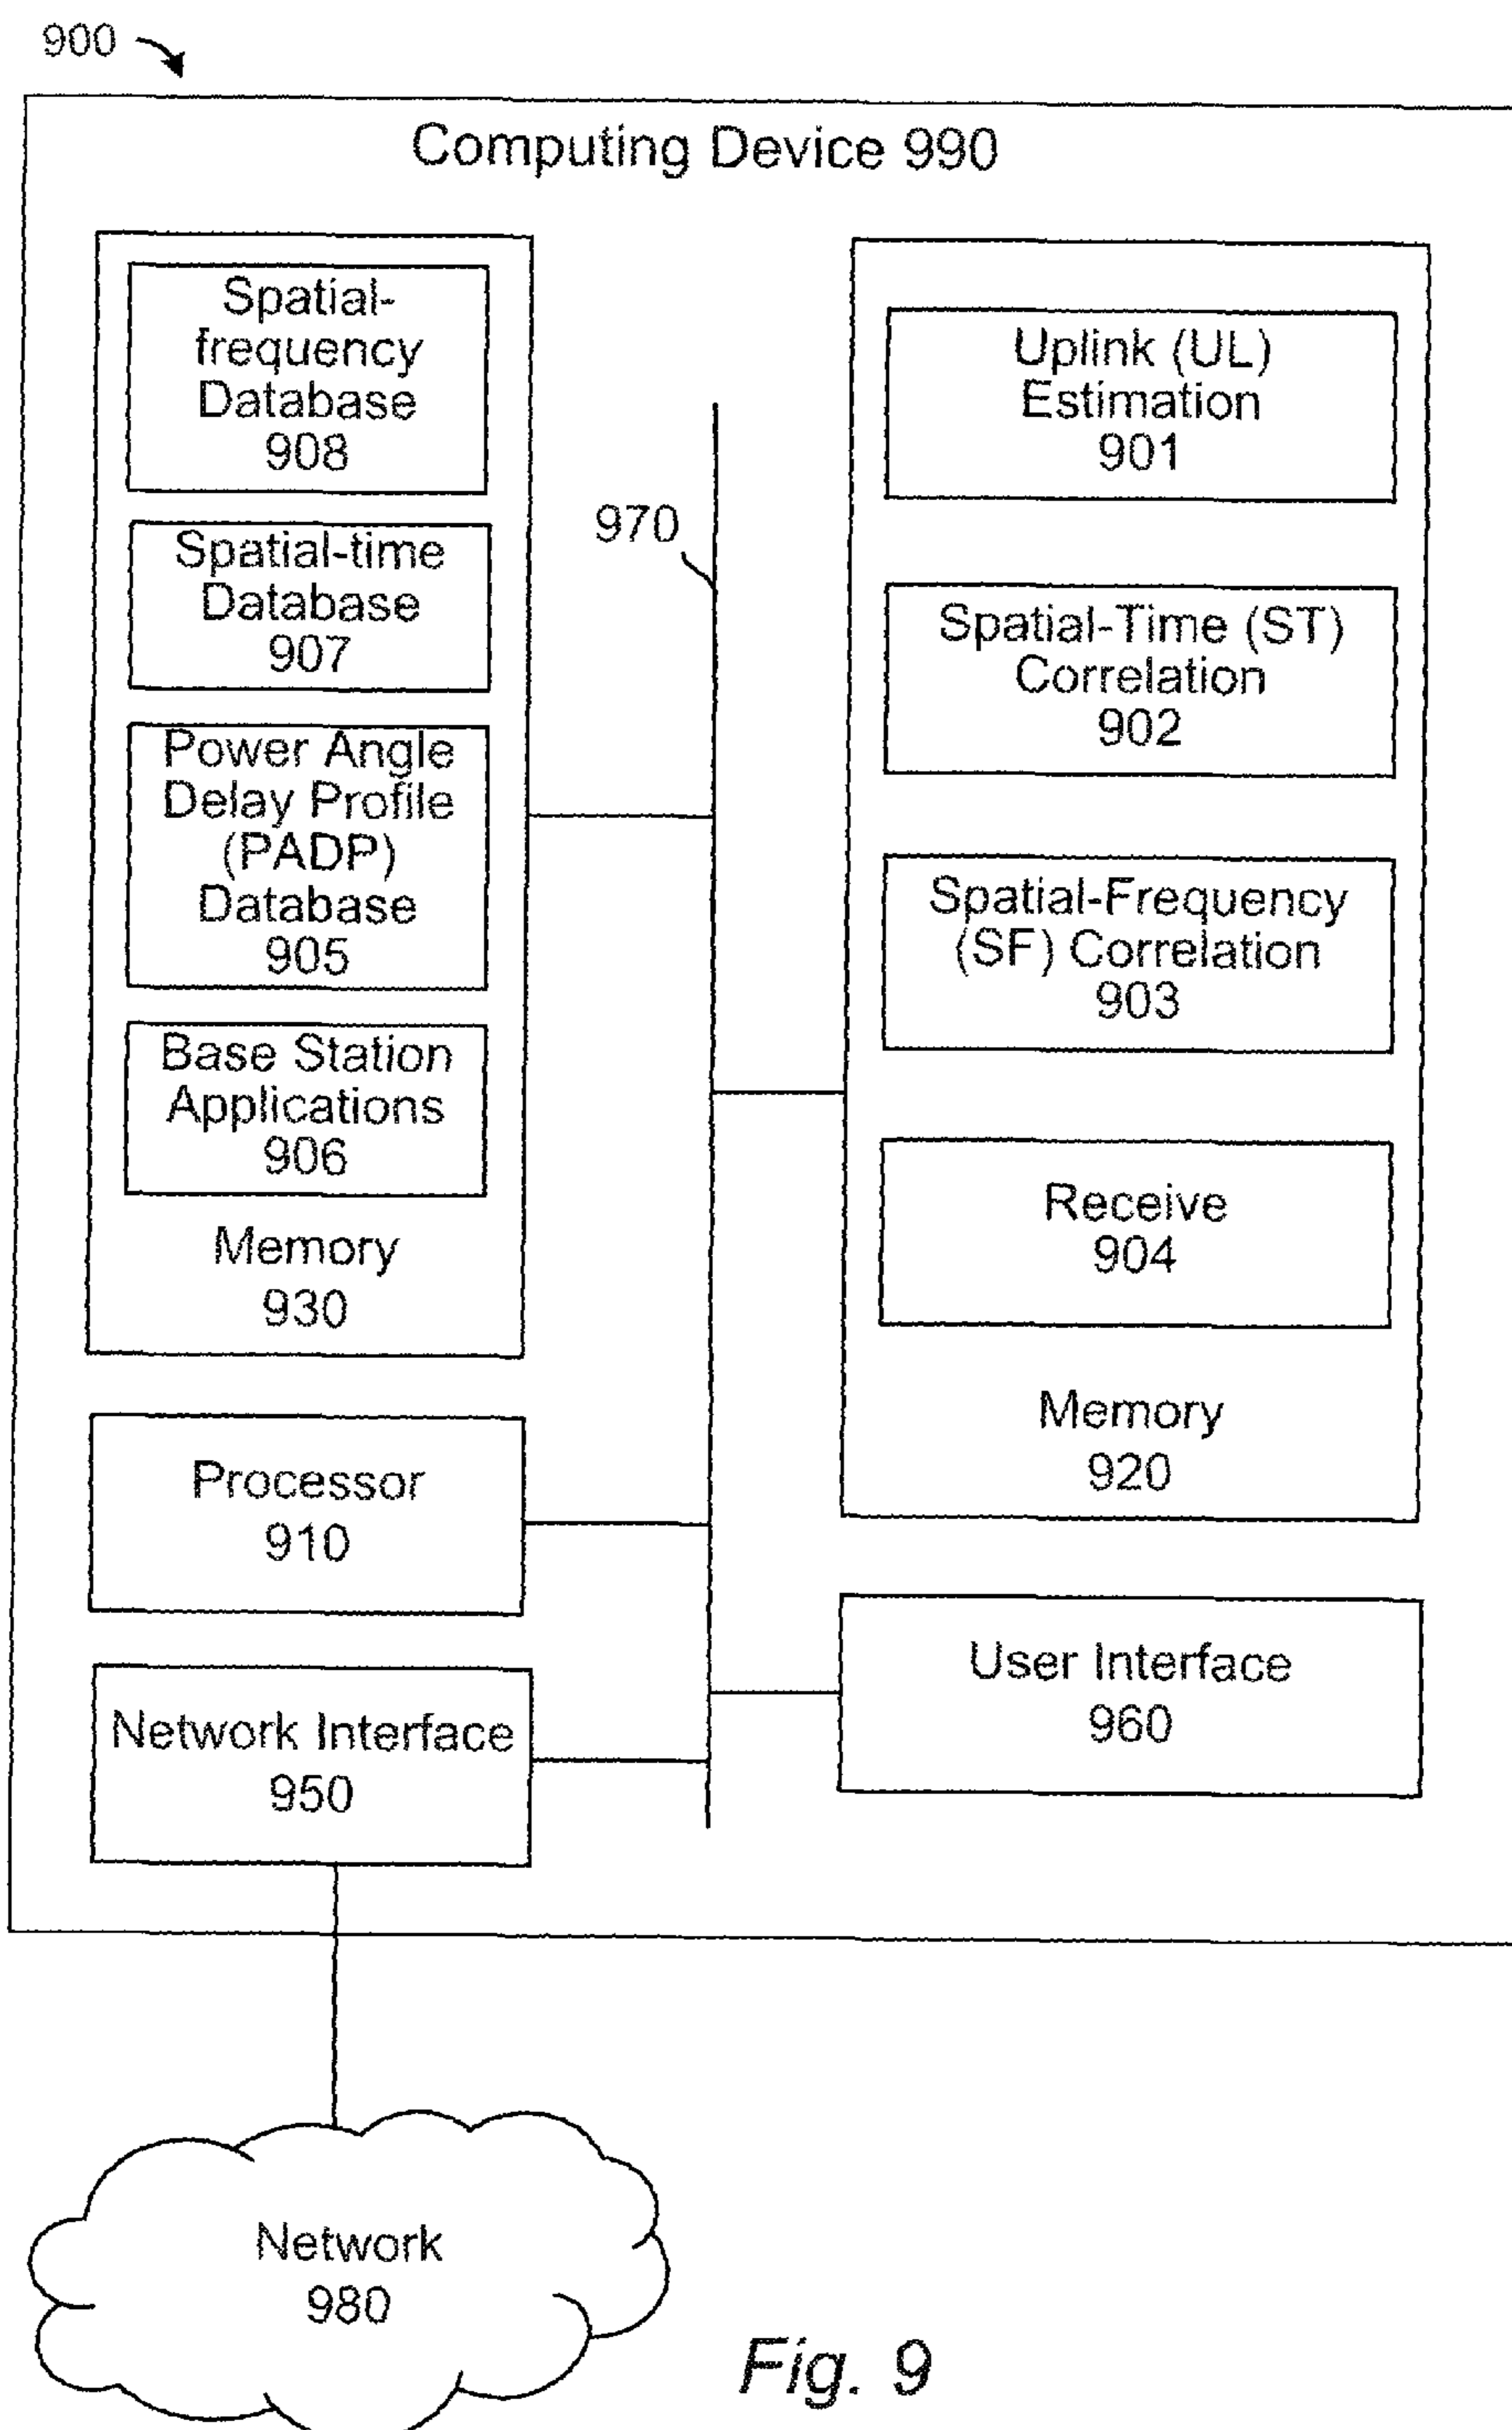 900
Computing Device 990
Spatial-
frequency
Database
908
Spatial-time
Database
907
Power Angle
Delay Profile
(PADP)
Database
905
Base Station
Applications
906
Memory
930
Processor
910
Network Interface
950
970
Uplink (UL)
Estimation
901
Spatial-Time (ST)
Correlation
902
Spatial-Frequency
(SF) Correlation
903
Receive
904
Memory
920
User Interface
960
Network
980
Fig. 9